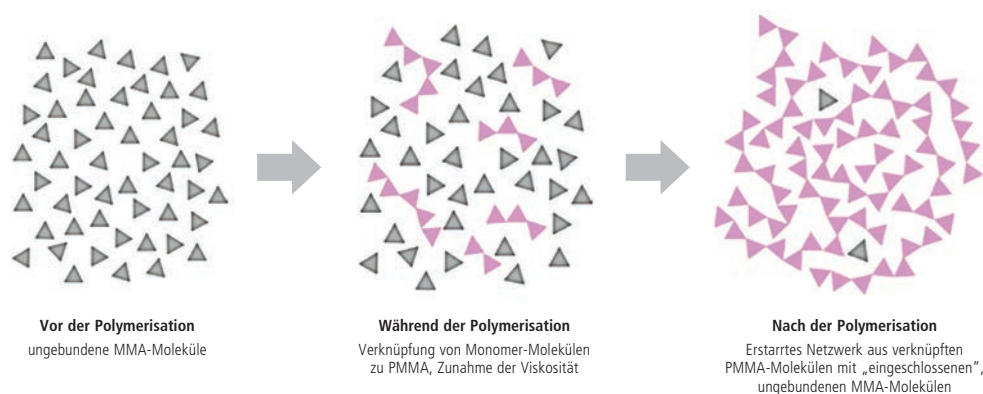 Vor der Polymerisation
ungebundene MMA-Moleküle
Während der Polymerisation
Verknüpfung von Monomer-Molekülen
zu PMMA, Zunahme der Viskosität
Nach der Polymerisation
Erstarrtes Netzwerk aus verknüpften
PMMA-Molekülen mit „eingeschlossenen”,
ungebundenen MMA-Molekülen